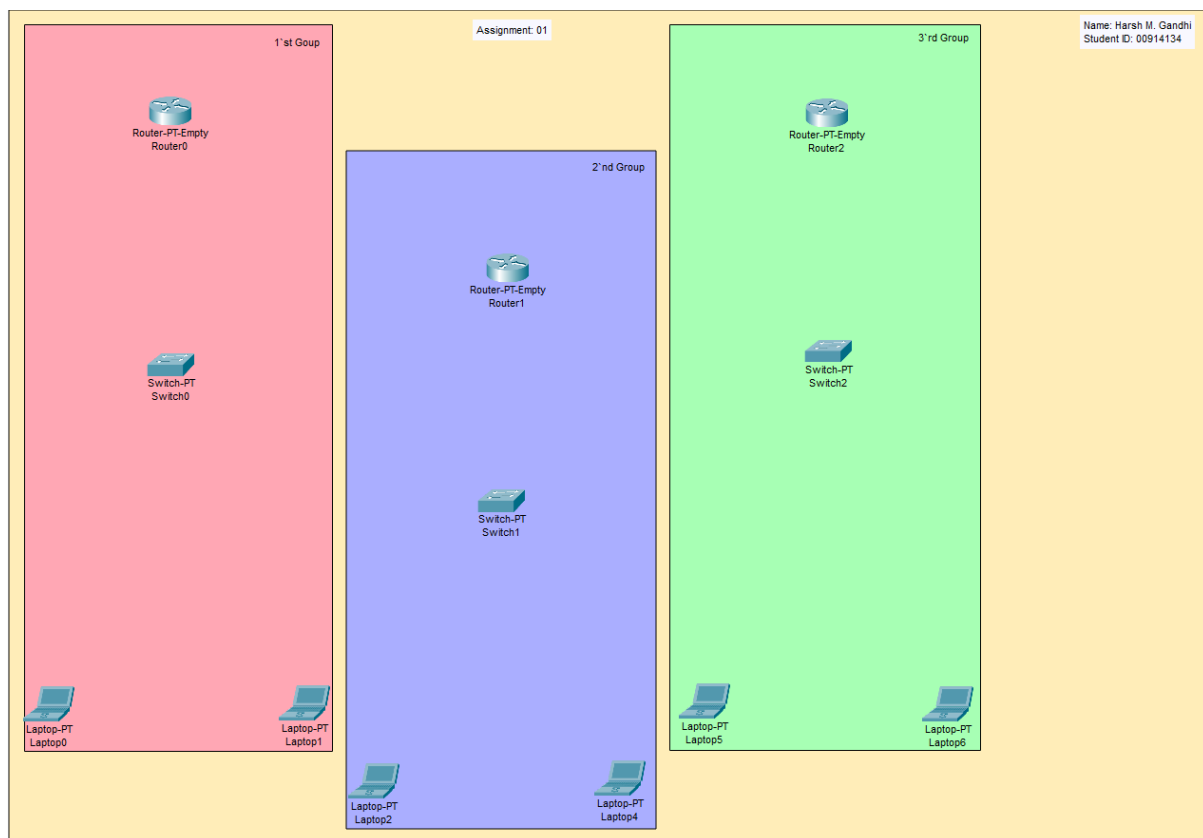 Assignment: 01
Name: Harsh M. Gandhi
Student ID: 00914134
1`st Goup
Router-PT-Empty
Router0
Switch-PT
Switch0
Laptop-PT
Laptop0
Laptop-PT
Laptop1
2`nd Group
Router-PT-Empty
Router1
Switch-PT
Switch1
Laptop-PT
Laptop2
Laptop-PT
Laptop4
3`rd Group
Router-PT-Empty
Router2
Switch-PT
Switch2
Laptop-PT
Laptop5
Laptop-PT
Laptop6